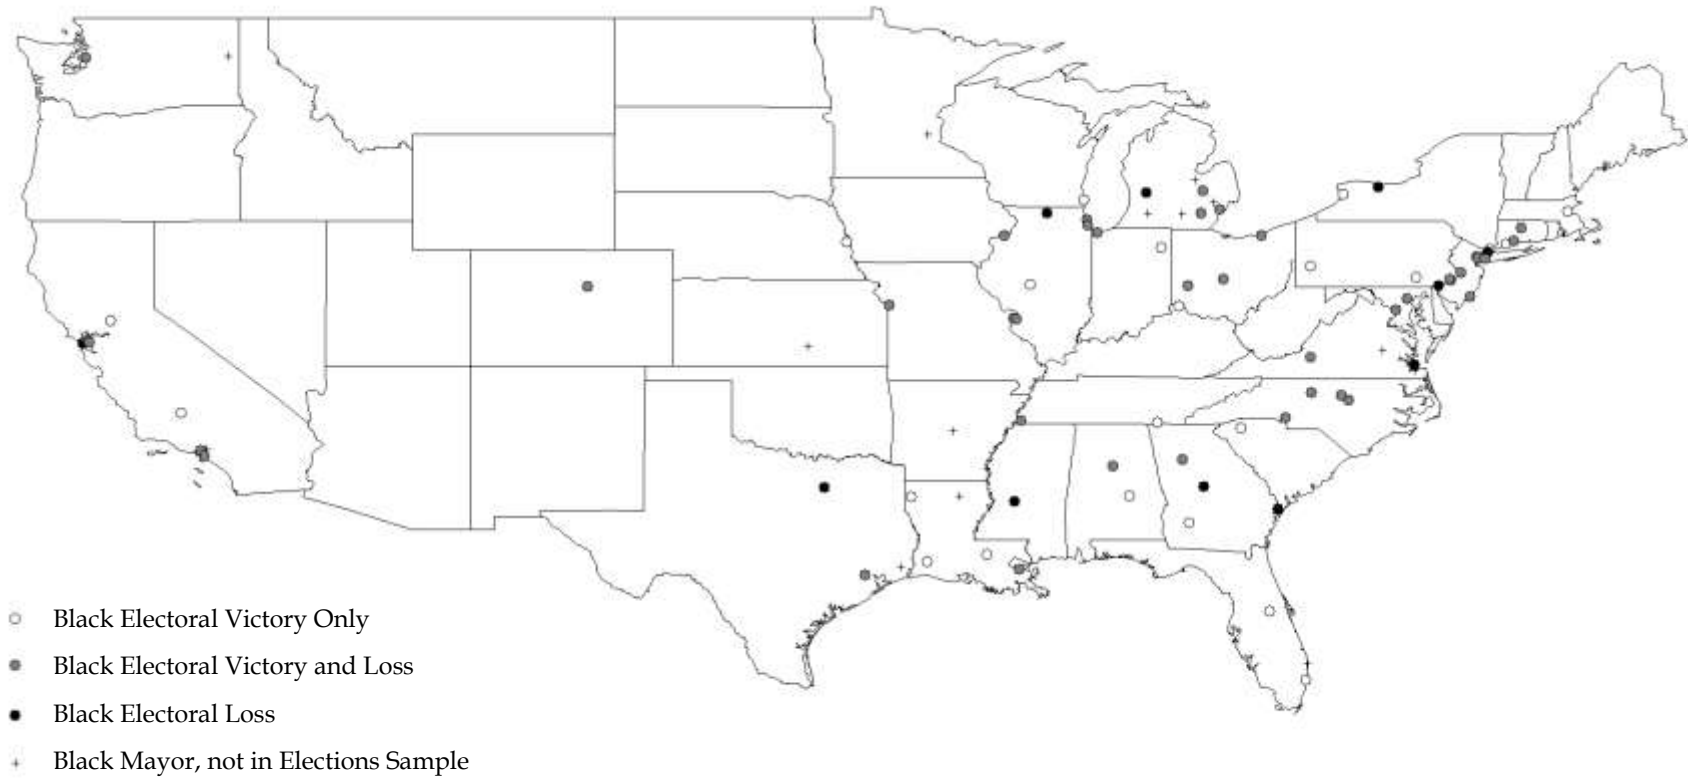 Black Electoral Victory Only
Black Electoral Victory and Loss
Black Electoral Loss
Black Mayor, not in Elections Sample